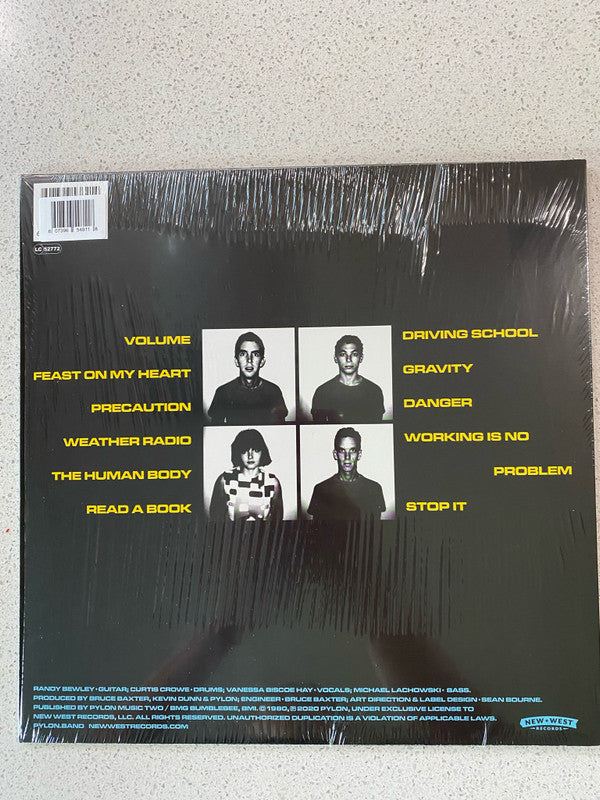 6 07396 54911 8
LC 52772
VOLUME
FEAST ON MY HEART
PRECAUTION
WEATHER RADIO
THE HUMAN BODY
READ A BOOK
DRIVING SCHOOL
GRAVITY
DANGER
WORKING IS NO
PROBLEM
STOP IT
RANDY BEWLEY • GUITAR; CURTIS CROWE • DRUMS; VANESSA BISCOE HAY • VOCALS; MICHAEL LACHOWSKI • BASS.
PRODUCED BY BRUCE BAXTER, KEVIN DUNN & PYLON; ENGINEER • BRUCE BAXTER; ART DIRECTION & LABEL DESIGN • SEAN BOURNE.
PUBLISHED BY PYLON MUSIC TWO / BMG BUMBLEBEE, BMI. © 1980, ℗ 2020 PYLON, UNDER EXCLUSIVE LICENSE TO
NEW WEST RECORDS, LLC. ALL RIGHTS RESERVED. UNAUTHORIZED DUPLICATION IS A VIOLATION OF APPLICABLE LAWS.
PYLON.BAND NEWWESTRECORDS.COM
NEW • WEST
RECORDS